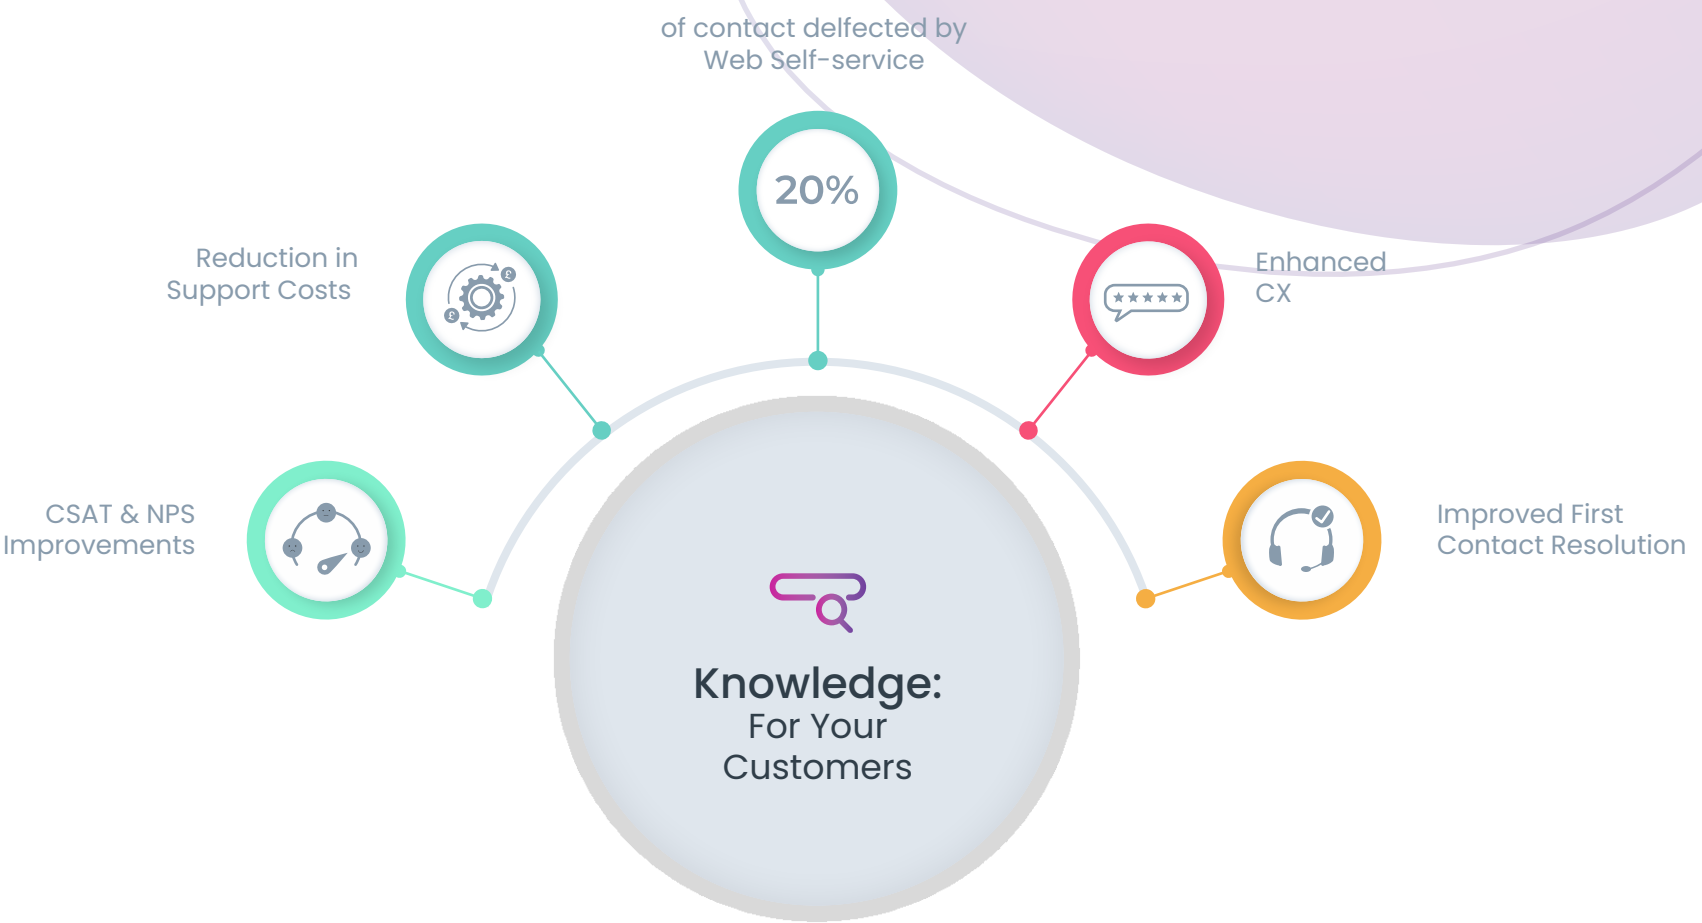 of contact delfected by
Web Self-service
20%
Reduction in
Support Costs
£
£
Enhanced
CX
CSAT & NPS
Improvements
Improved First
Contact Resolution
Knowledge:
For Your
Customers